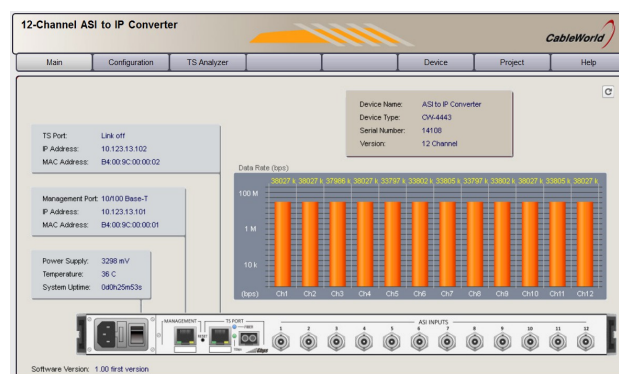 12-Channel ASI to IP Converter
CableWorld
Main Configuration TS Analyzer Device Project Help
Device Name: ASI to IP Converter
Device Type: CW-4443
Serial Number: 14108
Version: 12 Channel
TS Port: Link off
IP Address: 10.123.13.102
MAC Address: B4:00:9C:00:00:02
Management Port: 10/100 Base-T
IP Address: 10.123.13.101
MAC Address: B4:00:9C:00:00:01
Power Supply: 3298 mV
Temperature: 36 C
System Uptime: 0d0h25m53s
Data Rate (bps)
38027 k 38027 k 37986 k 38027 k 33797 k 33802 k 33805 k 33797 k 33802 k 38027 k 33805 k 38027 k
100 M
1 M
10 k
(bps) Ch1 Ch2 Ch3 Ch4 Ch5 Ch6 Ch7 Ch8 Ch9 Ch10 Ch11 Ch12
MANAGEMENT RESET TS PORT FIBER ASI INPUTS
1 2 3 4 5 6 7 8 9 10 11 12
Software Version: 1.00 first version